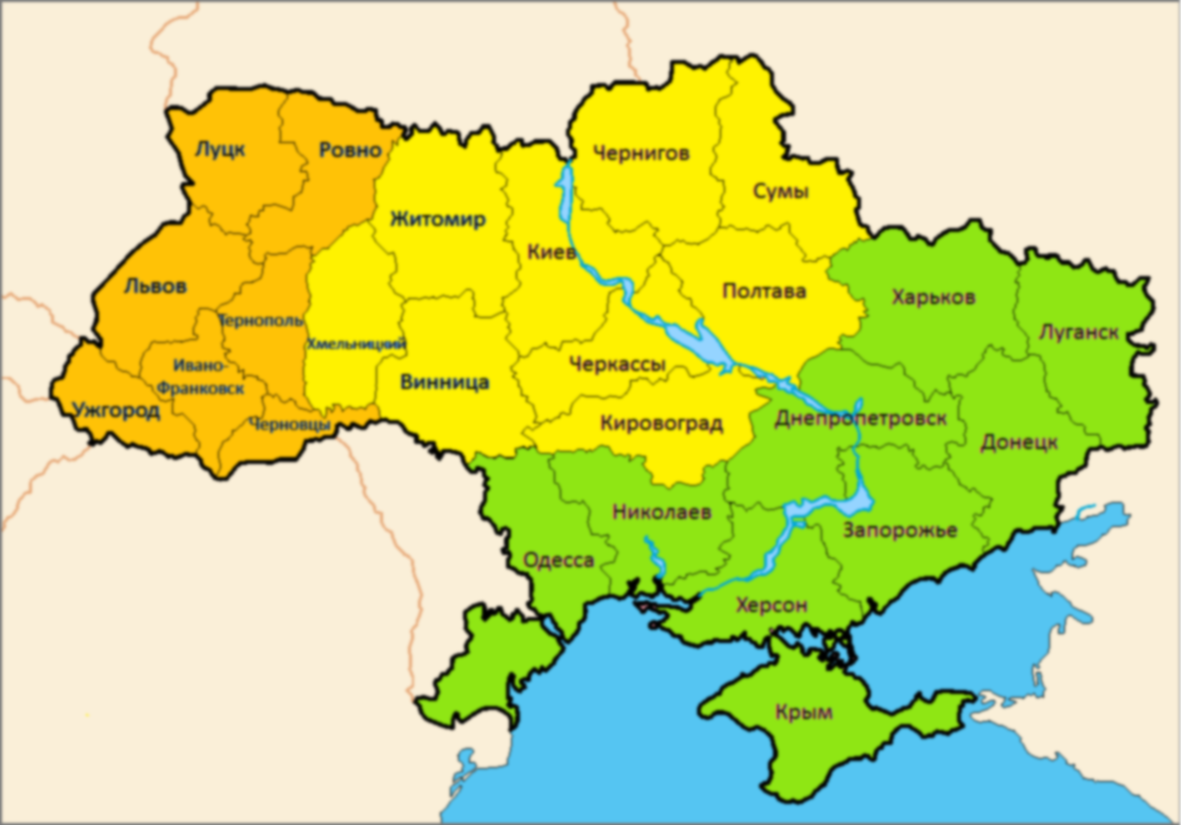 Луцк
Ровно
Чернигов
Сумы
Житомир
Киев
Львов
Тернополь
Хмельницкий
Полтава
Харьков
Луганск
Ивано-
Франковск
Винница
Черкассы
Ужгород
Черновцы
Кировоград
Днепропетровск
Донецк
Николаев
Запорожье
Одесса
Херсон
Крым